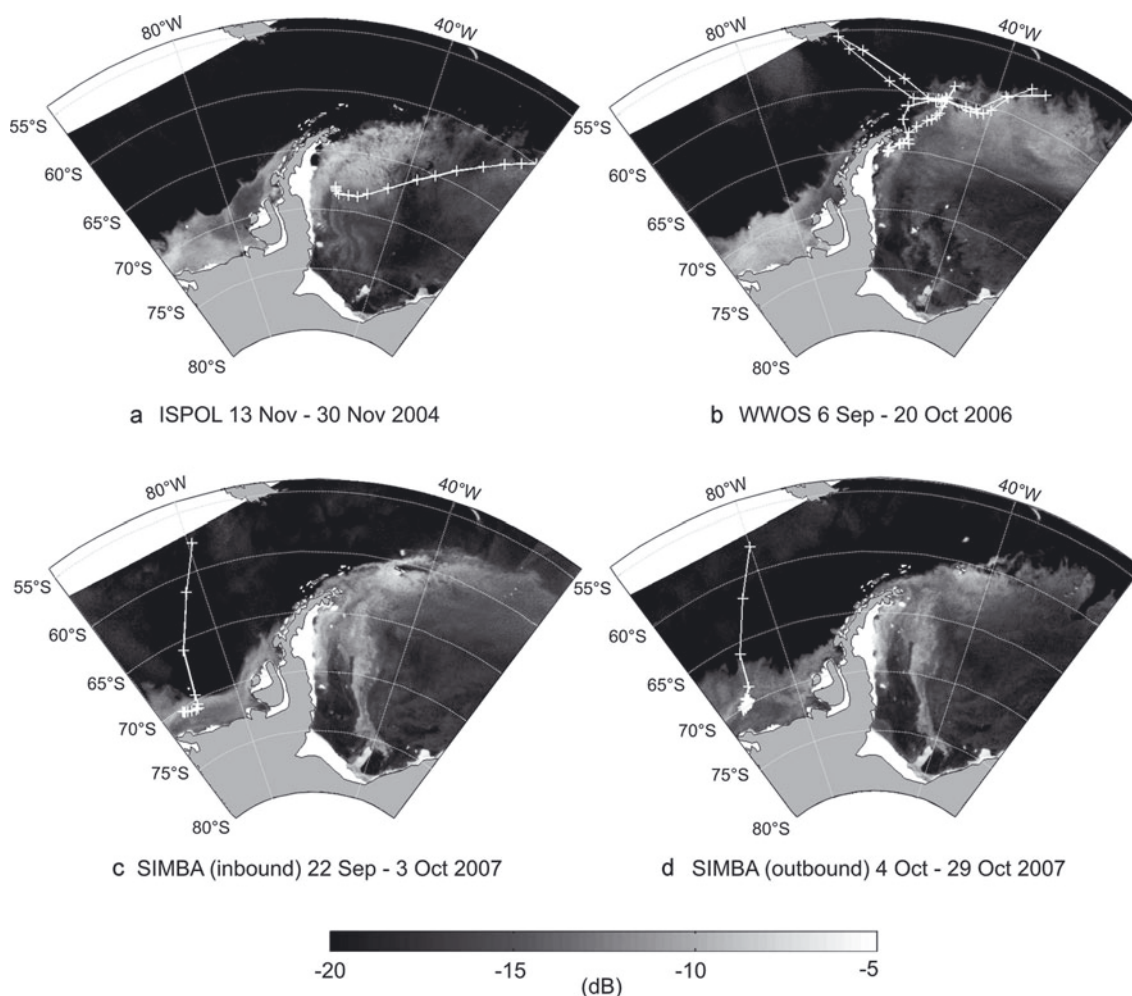 80°W
40°W
55°S
60°S
65°S
70°S
75°S
80°S
a ISPOL 13 Nov - 30 Nov 2004
80°W
40°W
55°S
60°S
65°S
70°S
75°S
80°S
b WWOS 6 Sep - 20 Oct 2006
80°W
40°W
55°S
60°S
65°S
70°S
75°S
80°S
c SIMBA (inbound) 22 Sep - 3 Oct 2007
80°W
40°W
55°S
60°S
65°S
70°S
75°S
80°S
d SIMBA (outbound) 4 Oct - 29 Oct 2007
-20 -15 -10 -5
(dB)